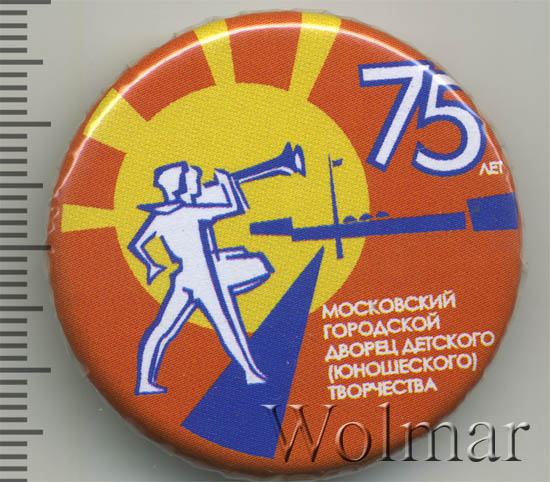 75
ЛЕТ
МОСКОВСКИЙ
ГОРОДСКОЙ
ДВОРЕЦ ДЕТСКОГО
(ЮНОШЕСКОГО)
ТВОРЧЕСТВА
Wolmar